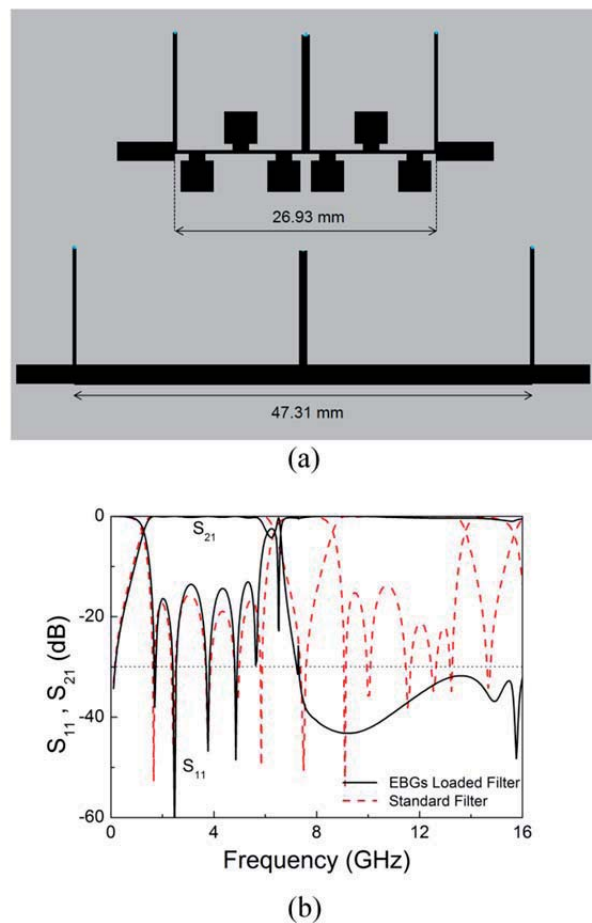 26.93 mm
47.31 mm
(a)
0
-20
-40
-60
S11, S21 (dB)
S21
S11
EBGs Loaded Filter
Standard Filter
0 4 8 12 16
Frequency (GHz)
(b)